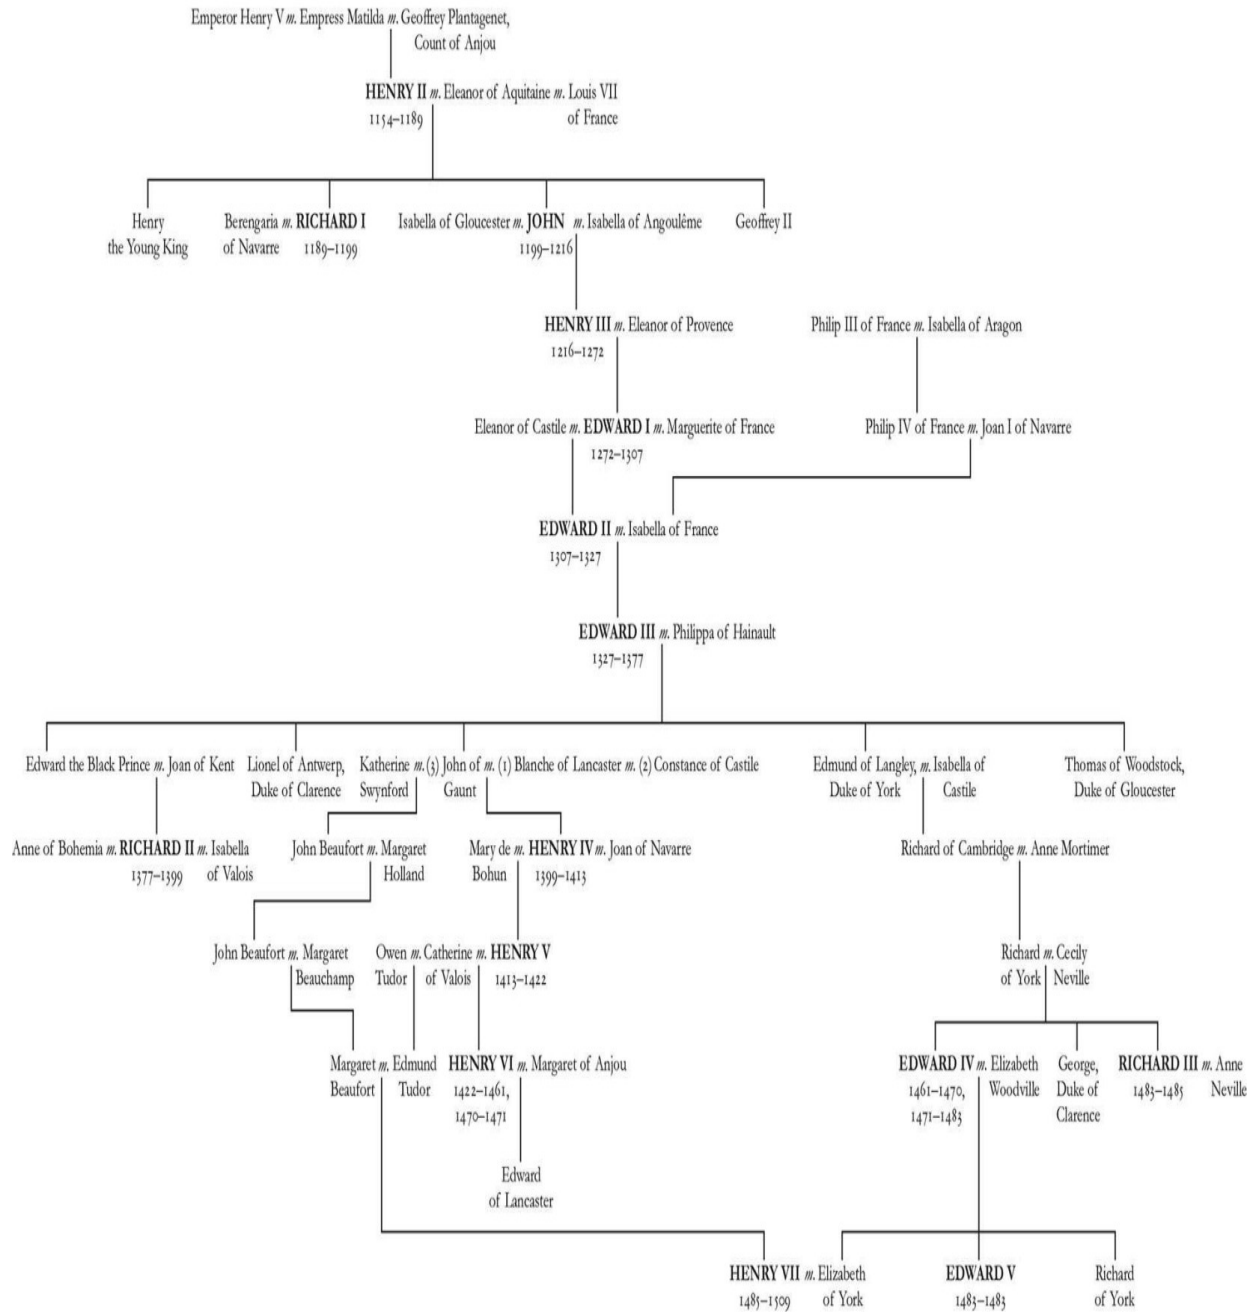 Emperor Henry V m. Empress Matilda m. Geoffrey Plantagenet,
Count of Anjou
HENRY II m. Eleanor of Aquitaine m. Louis VII
1154–1189 of France
Henry
the Young King
Berengaria m. RICHARD I
of Navarre 1189–1199
Isabella of Gloucester m. JOHN m. Isabella of Angoulême
1199–1216
Geoffrey II
HENRY III m. Eleanor of Provence
1216–1272
Philip III of France m. Isabella of Aragon
Eleanor of Castile m. EDWARD I m. Marguerite of France
1272–1307
Philip IV of France m. Joan I of Navarre
EDWARD II m. Isabella of France
1307–1327
EDWARD III m. Philippa of Hainault
1327–1377
Edward the Black Prince m. Joan of Kent
Lionel of Antwerp,
Duke of Clarence
Katherine m. (3) John of m. (1) Blanche of Lancaster m. (2) Constance of Castile
Swynford Gaunt
Edmund of Langley, m. Isabella of
Duke of York Castile
Thomas of Woodstock,
Duke of Gloucester
Anne of Bohemia m. RICHARD II m. Isabella
1377–1399 of Valois
John Beaufort m. Margaret
Holland
Mary de m. HENRY IV m. Joan of Navarre
Bohun 1399–1413
Richard of Cambridge m. Anne Mortimer
John Beaufort m. Margaret
Beauchamp
Owen m. Catherine m. HENRY V
Tudor of Valois 1413–1422
Richard m. Cecily
of York Neville
Margaret m. Edmund
Beaufort Tudor
HENRY VI m. Margaret of Anjou
1422–1461,
1470–1471
EDWARD IV m. Elizabeth
1461–1470, Woodville
1471–1483
George,
Duke of
Clarence
RICHARD III m. Anne
1483–1485 Neville
Edward
of Lancaster
HENRY VII m. Elizabeth
1485–1509 of York
EDWARD V
1483–1483
Richard
of York